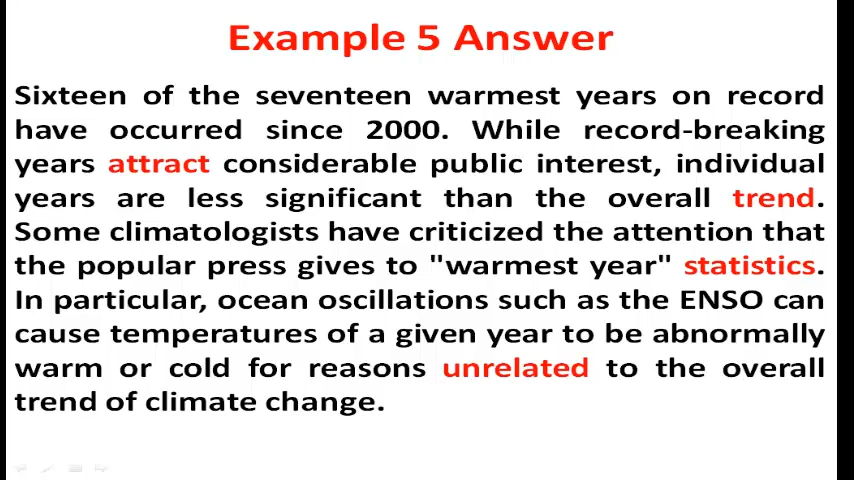 Example 5 Answer
Sixteen of the seventeen warmest years on record
have occurred since 2000. While record-breaking
years attract considerable public interest, individual
years are less significant than the overall trend.
Some climatologists have criticized the attention that
the popular press gives to "warmest year" statistics.
In particular, ocean oscillations such as the ENSO can
cause temperatures of a given year to be abnormally
warm or cold for reasons unrelated to the overall
trend of climate change.